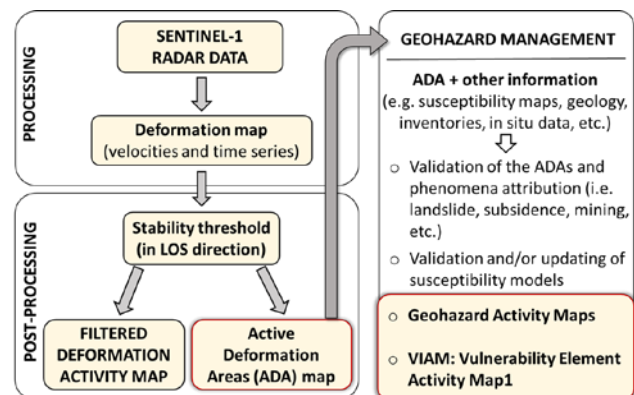 PROCESSING
SENTINEL-1
RADAR DATA
Deformation map
(velocities and time series)
POST-PROCESSING
Stability threshold
(in LOS direction)
FILTERED
DEFORMATION
ACTIVITY MAP
Active
Deformation
Areas (ADA) map
GEOHAZARD MANAGEMENT
ADA + other information
(e.g. susceptibility maps, geology,
inventories, in situ data, etc.)
o Validation of the ADAs and
phenomena attribution (i.e.
landslide, subsidence, mining,
etc.)
o Validation and/or updating of
susceptibility models
o Geohazard Activity Maps
o VIAM: Vulnerability Element
Activity Map1